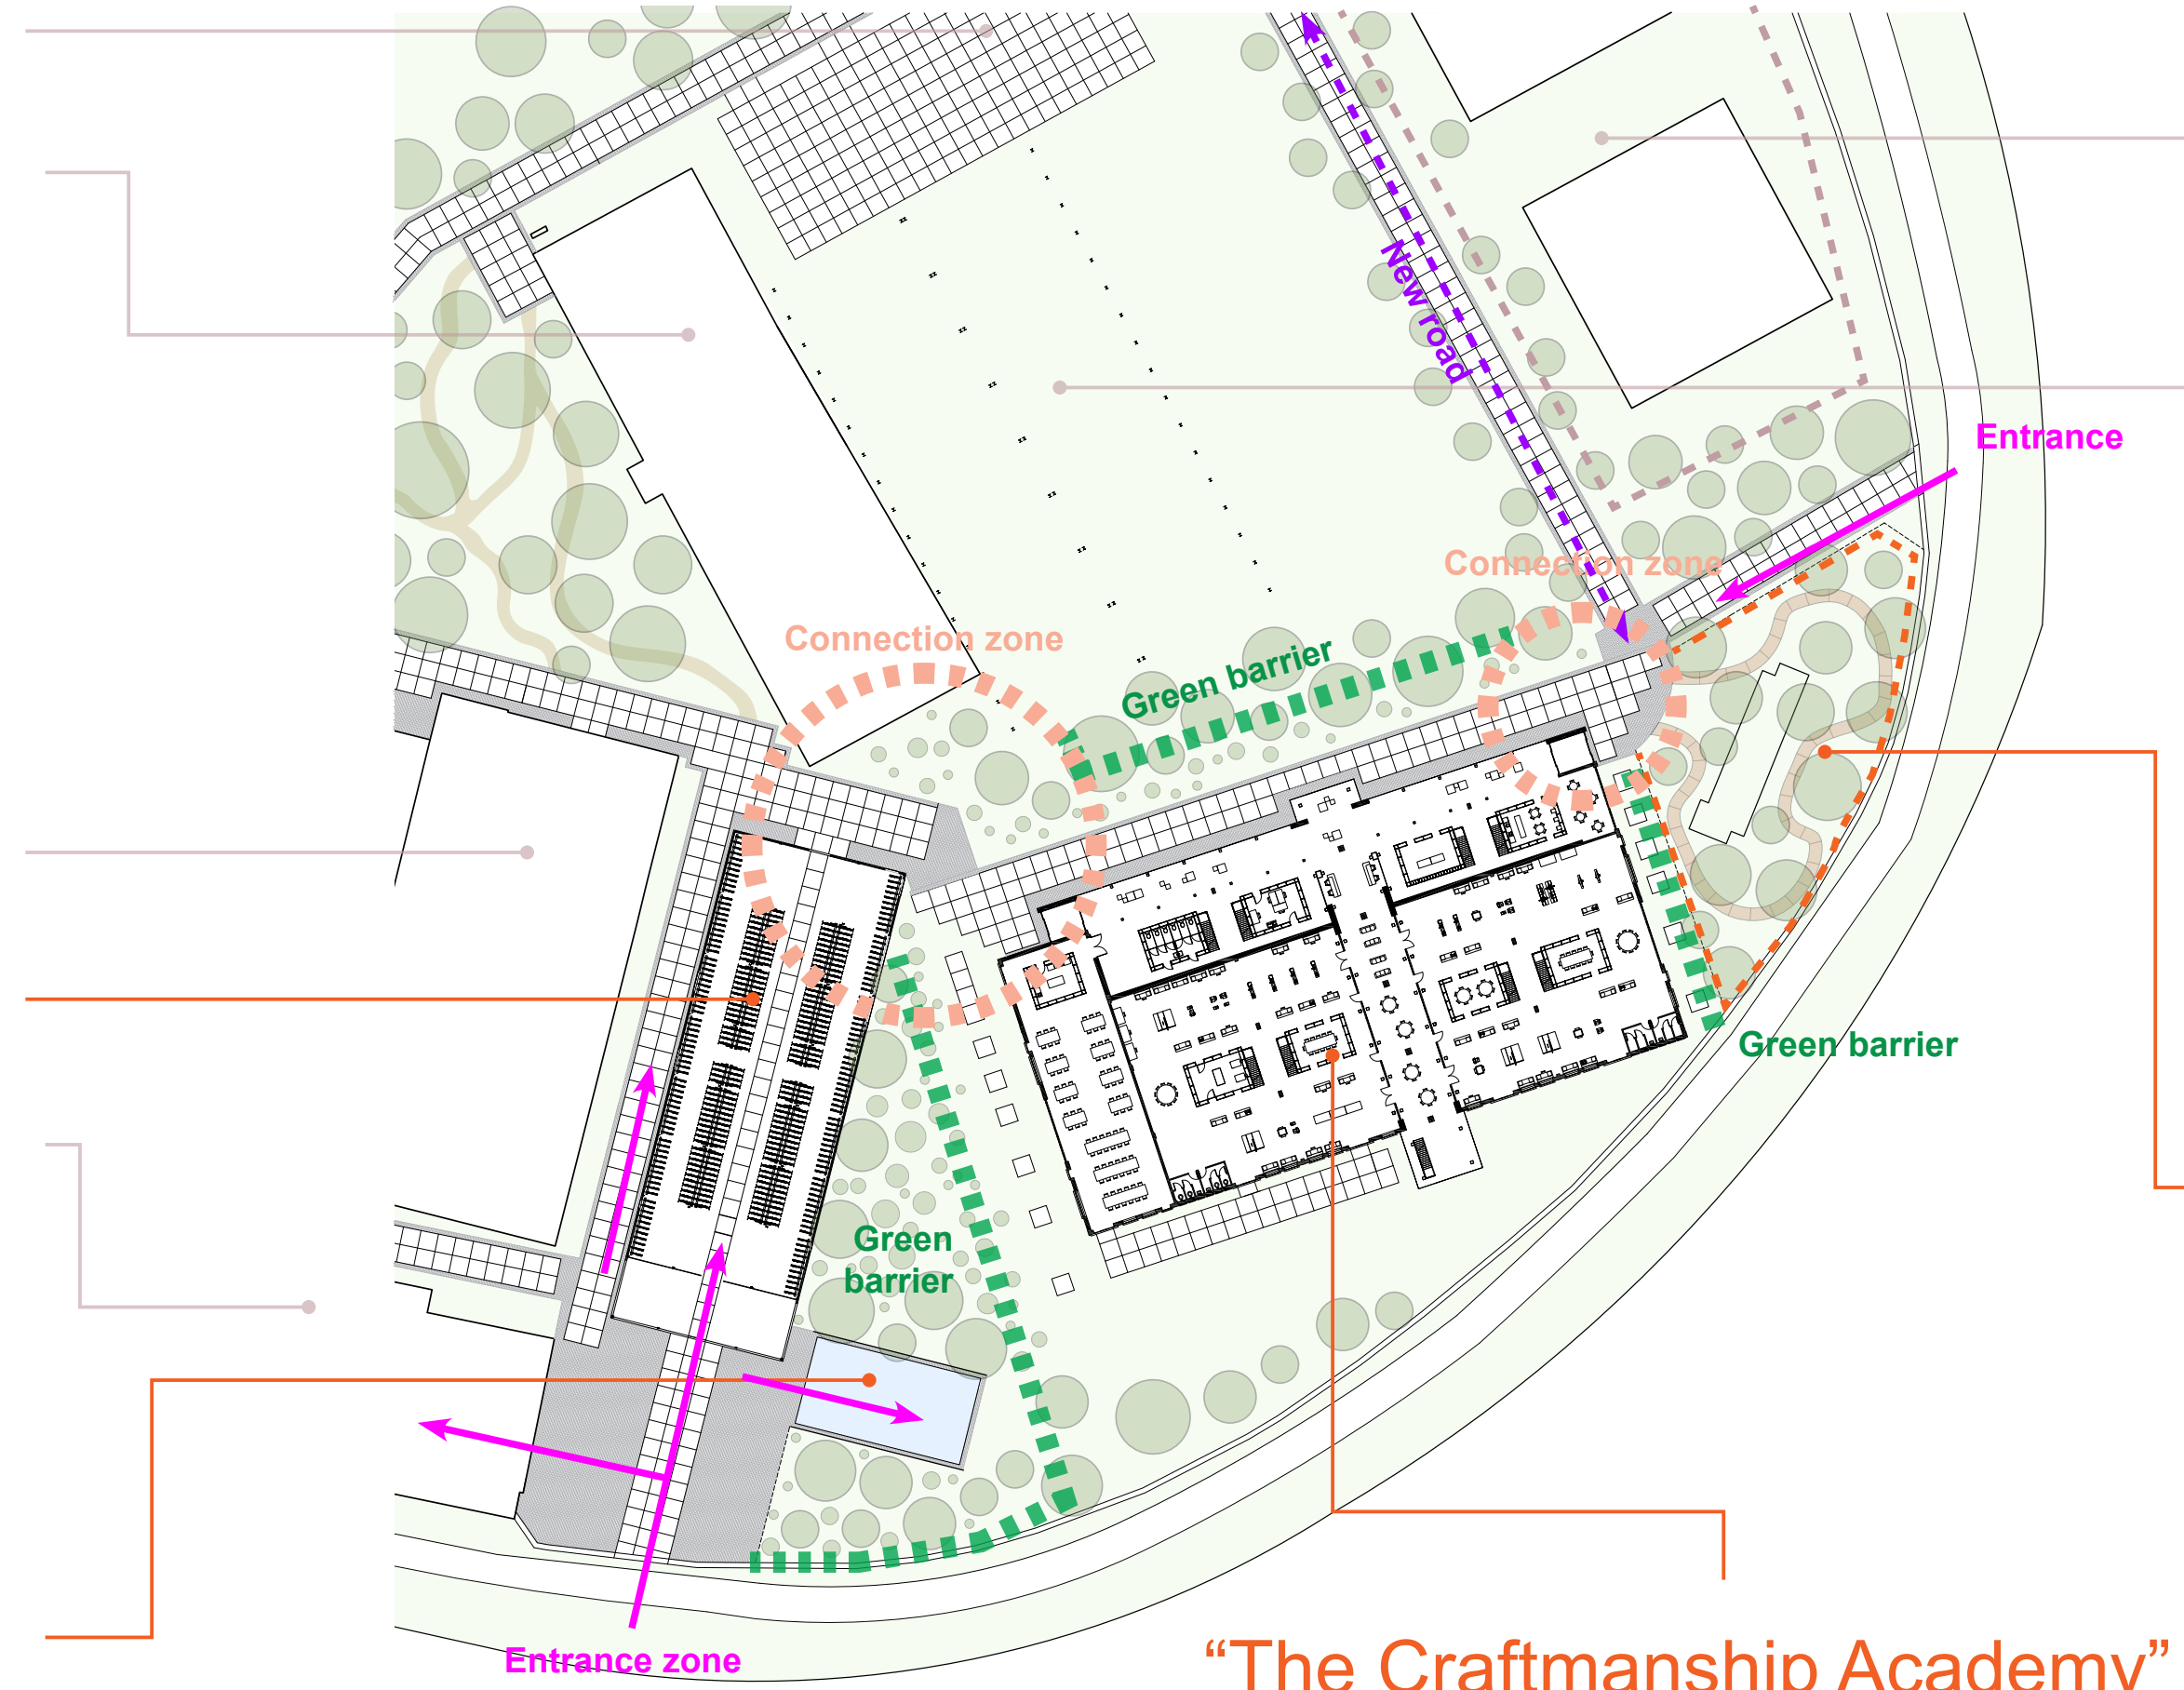 New road
Entrance
Connection zone
Connection zone
Green barrier
Green barrier
Green
barrier
Entrance zone
“The Craftmanship Academy”